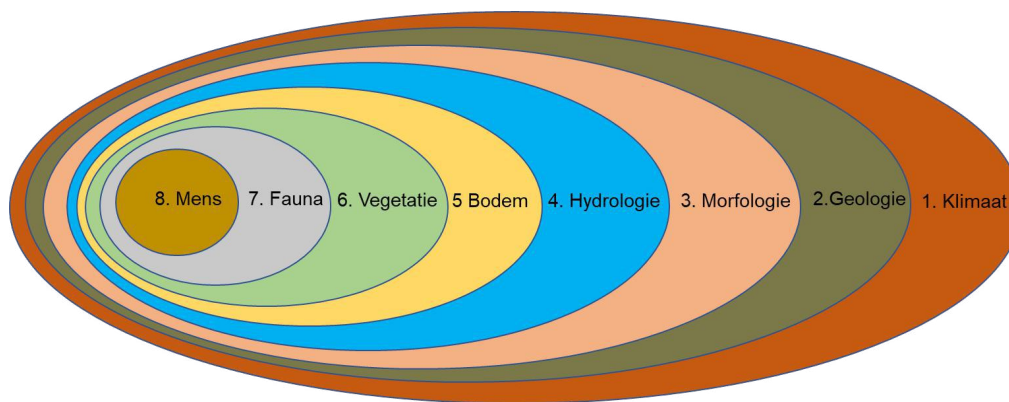 8. Mens 7. Fauna 6. Vegetatie 5 Bodem 4. Hydrologie 3. Morfologie 2.Geologie 1. Klimaat